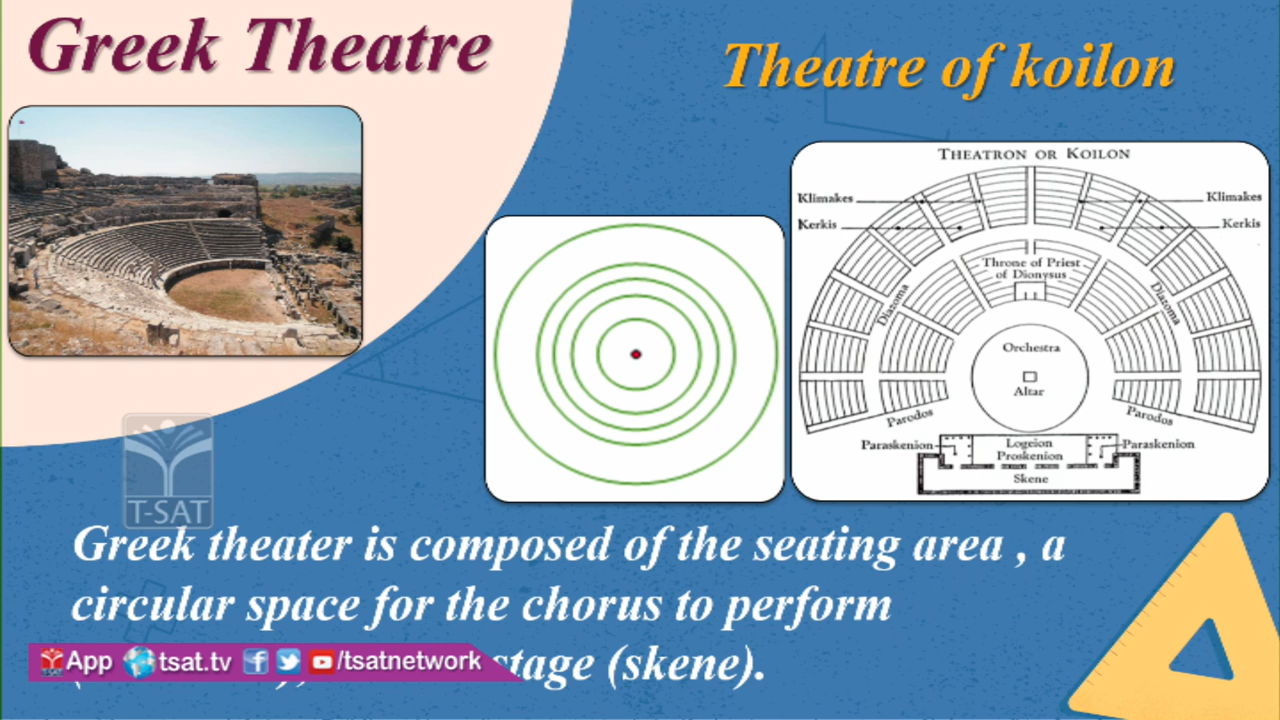 Greek Theatre
Theatre of koilon
THEATRON OR KOILON
Klimakes
Klimakes
Kerkis
Kerkis
Throne of Priest
of Dionysus
Diazoma
Diazoma
Orchestra
Altar
Parodos
Parodos
Paraskenion
Logeion
Paraskenion
Proskenion
Skene
T-SAT
Greek theater is composed of the seating area , a
circular space for the chorus to perform
stage (skene).
App tsat.tv /tsatnetwork